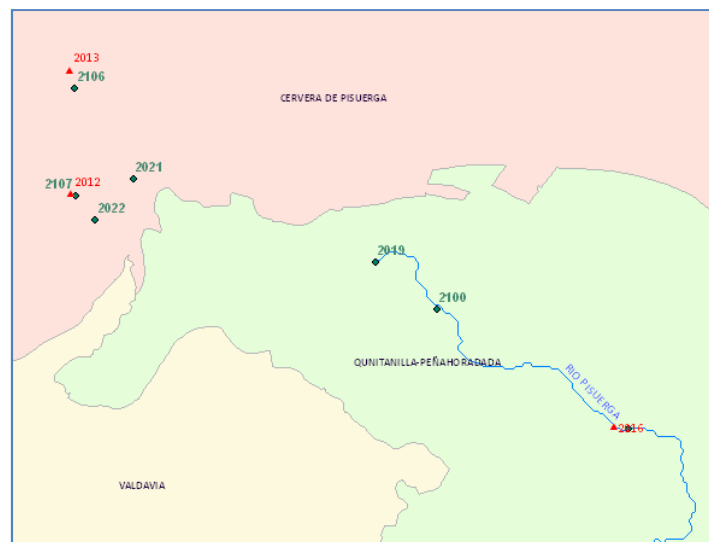 2013
2106
CERVERA DE PISUERGA
2021
2107 2012
2022
2049
2100
QUNITANILLA-PEÑAHORADADA
RIO PISUERGA
2016
VALDAVIA